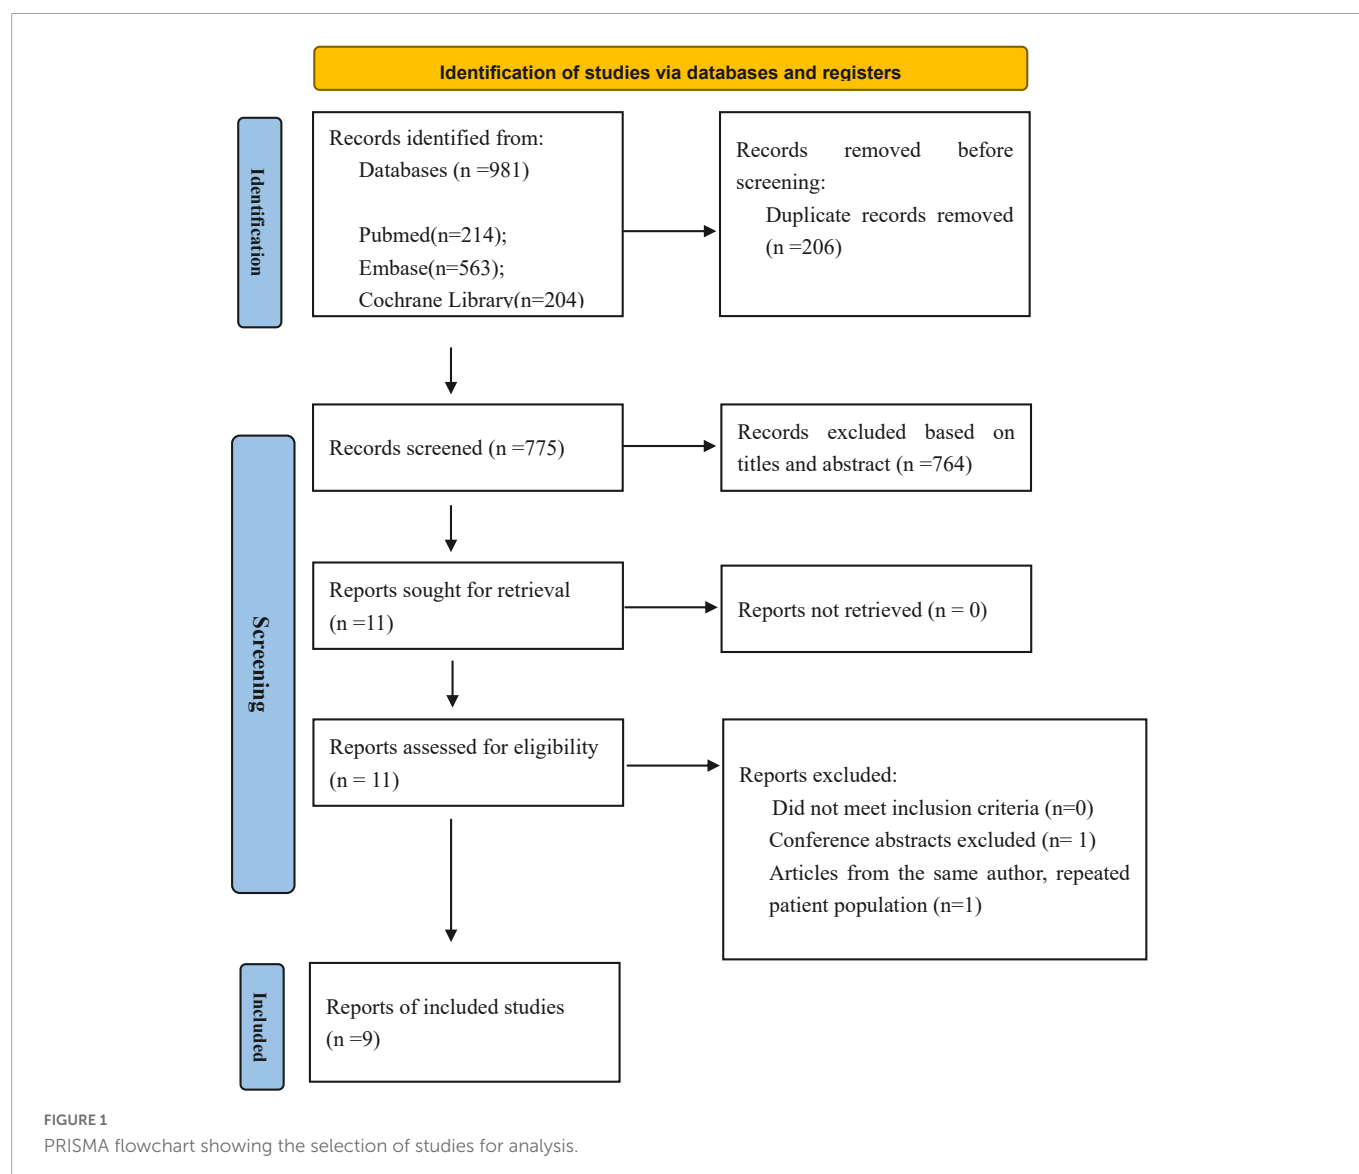 Identification of studies via databases and registers
Identification
Records identified from:
Databases (n =981)
Pubmed(n=214);
Embase(n=563);
Cochrane Library(n=204)
Records removed before
screening:
Duplicate records removed
(n =206)
Screening
Records screened (n =775)
Records excluded based on
titles and abstract (n =764)
Reports sought for retrieval
(n =11)
Reports not retrieved (n = 0)
Reports assessed for eligibility
(n = 11)
Reports excluded:
Did not meet inclusion criteria (n=0)
Conference abstracts excluded (n= 1)
Articles from the same author, repeated
patient population (n=1)
Included
Reports of included studies
(n =9)
FIGURE 1
PRISMA flowchart showing the selection of studies for analysis.